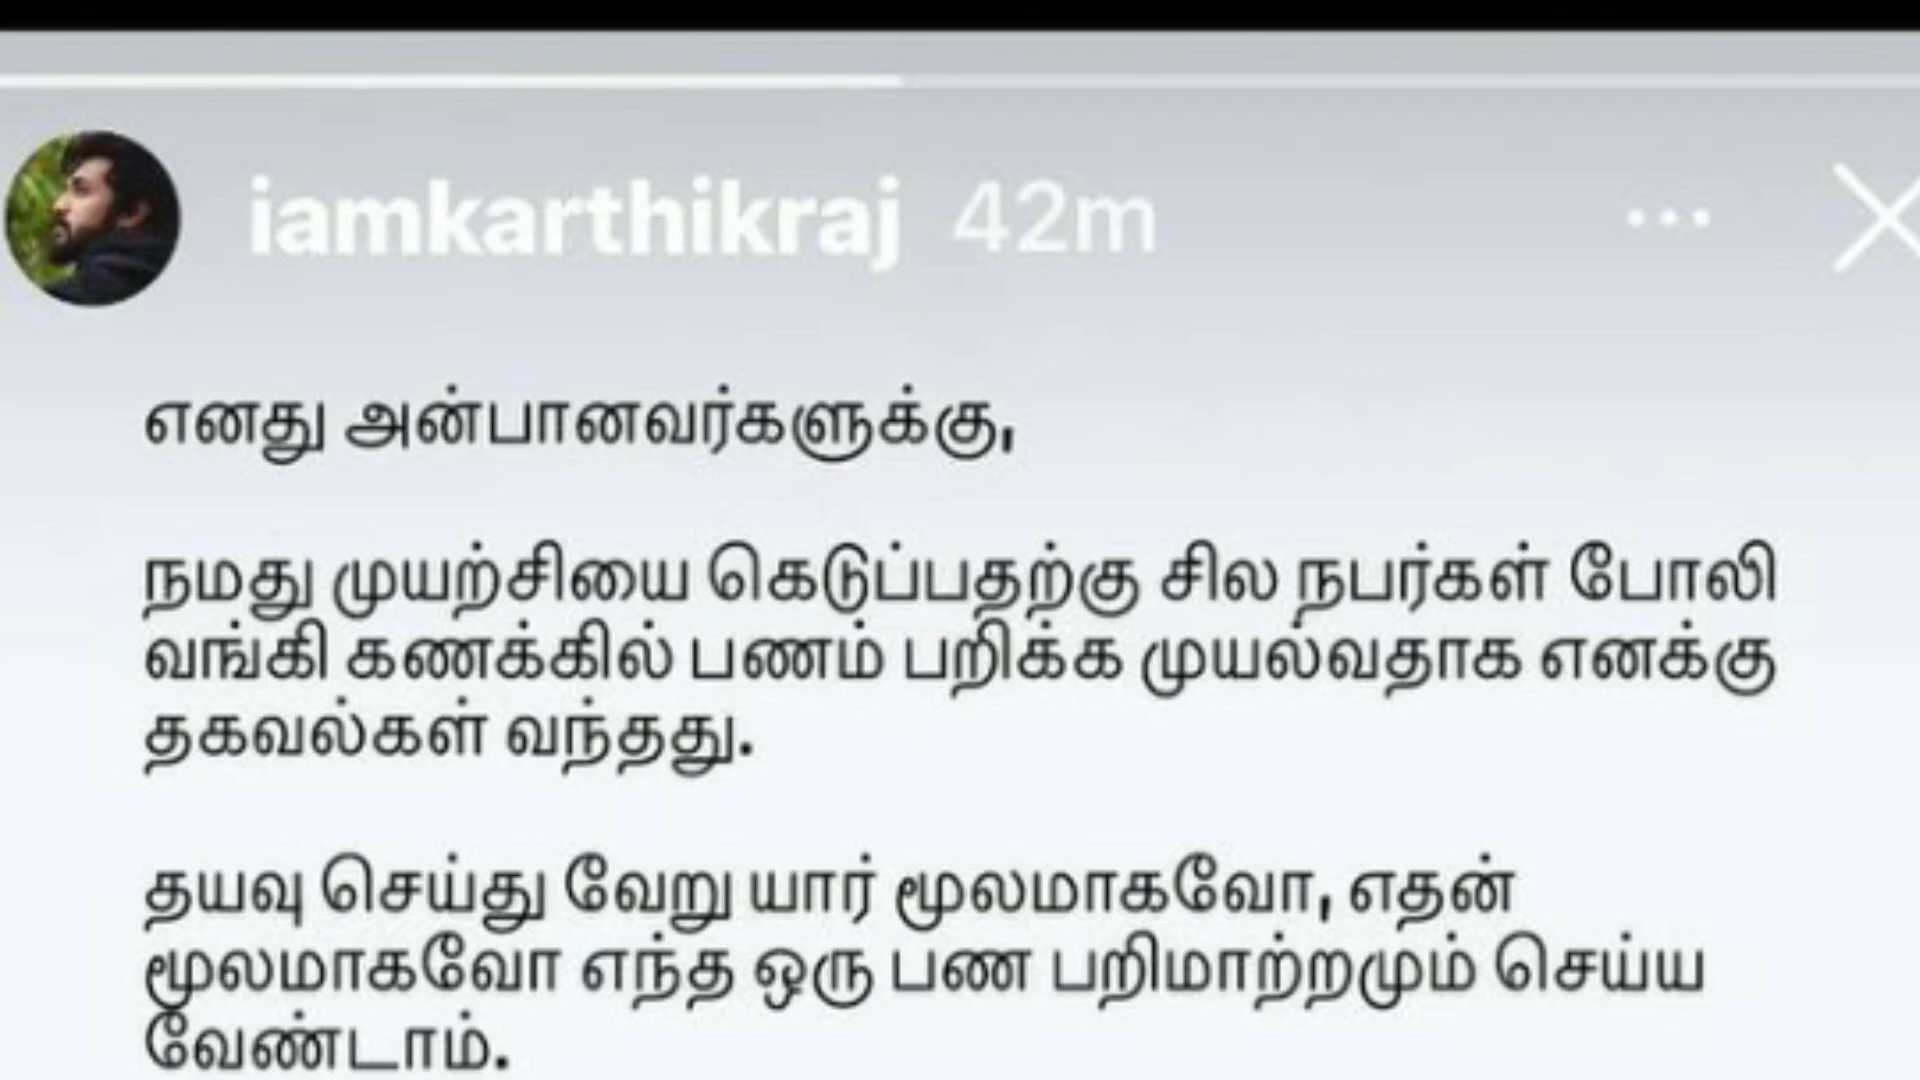 iamkarthikraj 42m
எனது அன்பானவர்களுக்கு,
நமது முயற்சியை கெடுப்பதற்கு சில நபர்கள் போலி
வங்கி கணக்கில் பணம் பறிக்க முயல்வதாக எனக்கு
தகவல்கள் வந்தது.
தயவு செய்து வேறு யார் மூலமாகவோ, எதன்
மூலமாகவோ எந்த ஒரு பண பறிமாற்றமும் செய்ய
வேண்டாம்.